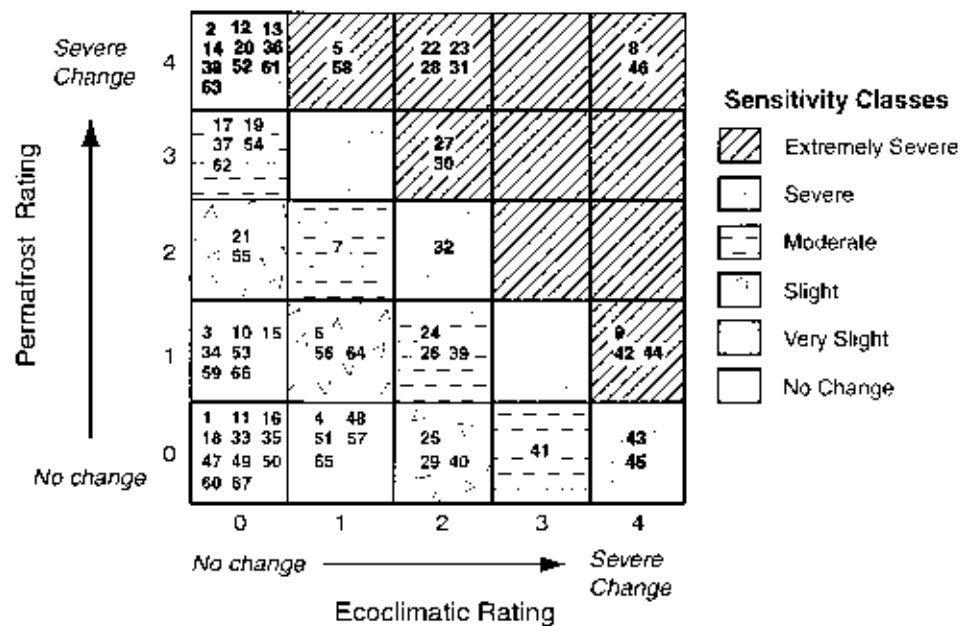 Severe
Change
4
2 12 13
14 20 36
38 52 61
63
5
58
22 23
28 31
8
46
3
17 19
37 54
62
27
30
2
21
55
7
32
1
3 10 15
34 53
59 66
6
56 64
24
26 39
9
42 44
0
1 11 16
18 33 35
47 49 50
60 67
4 48
51 57
65
25
29 40
41
43
45
No change
Permafrost Rating
0 1 2 3 4
No change
Severe
Change
Ecoclimatic Rating
Sensitivity Classes
Extremely Severe
Severe
Moderate
Slight
Very Slight
No Change